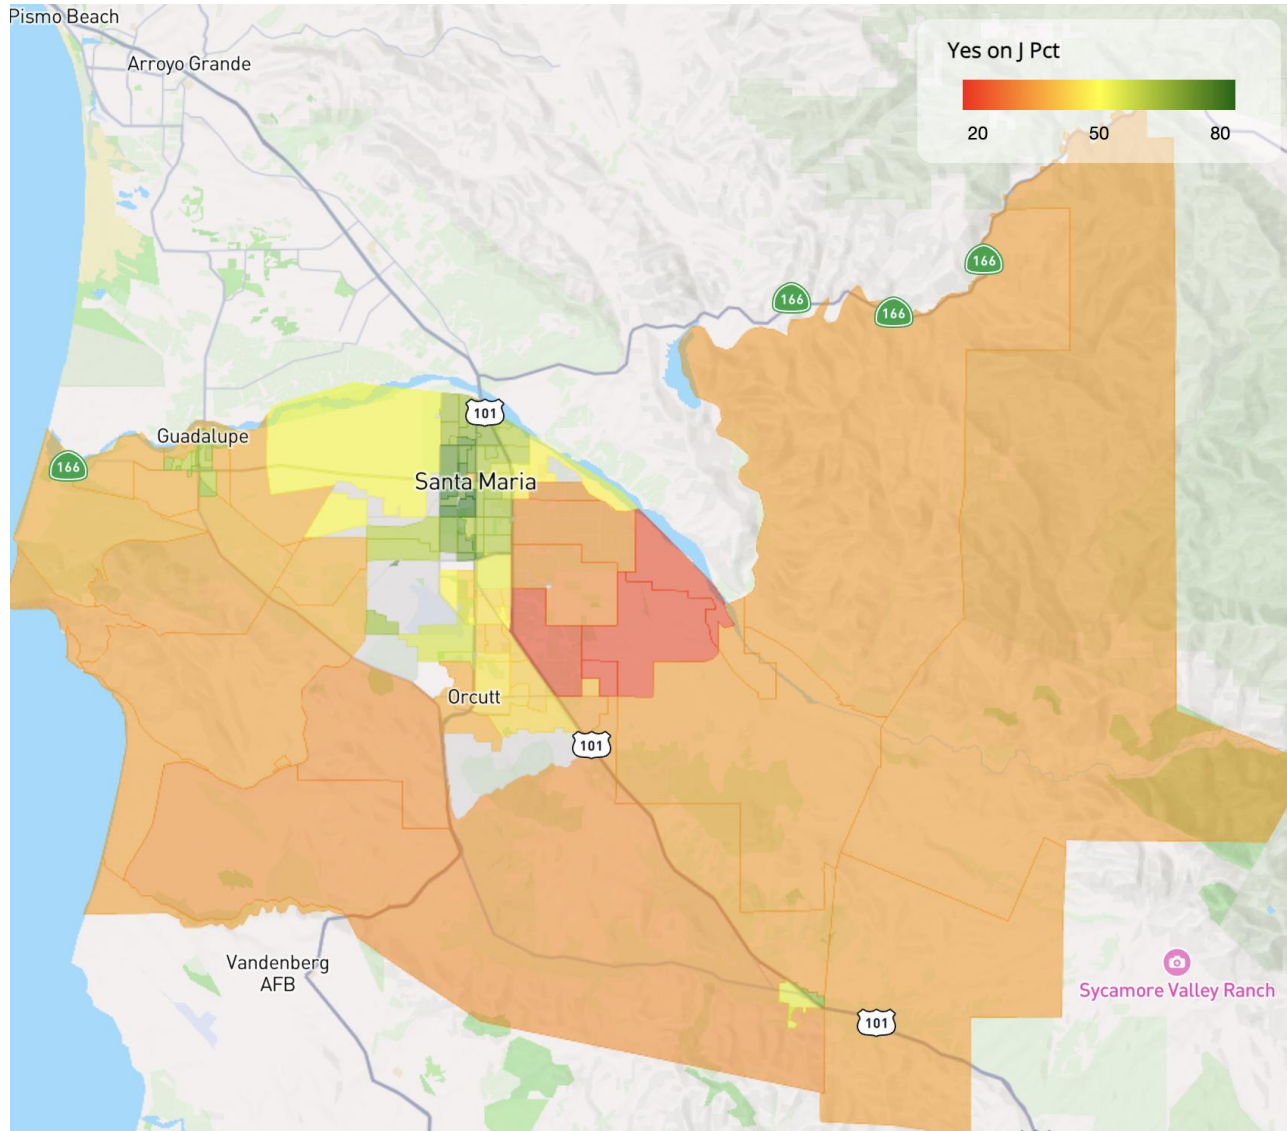 Pismo Beach
Arroyo Grande
Yes on J Pct
20 50 80
166
166
166
101
Guadalupe
166
Santa Maria
Orcutt
101
Vandenberg
AFB
Sycamore Valley Ranch
101